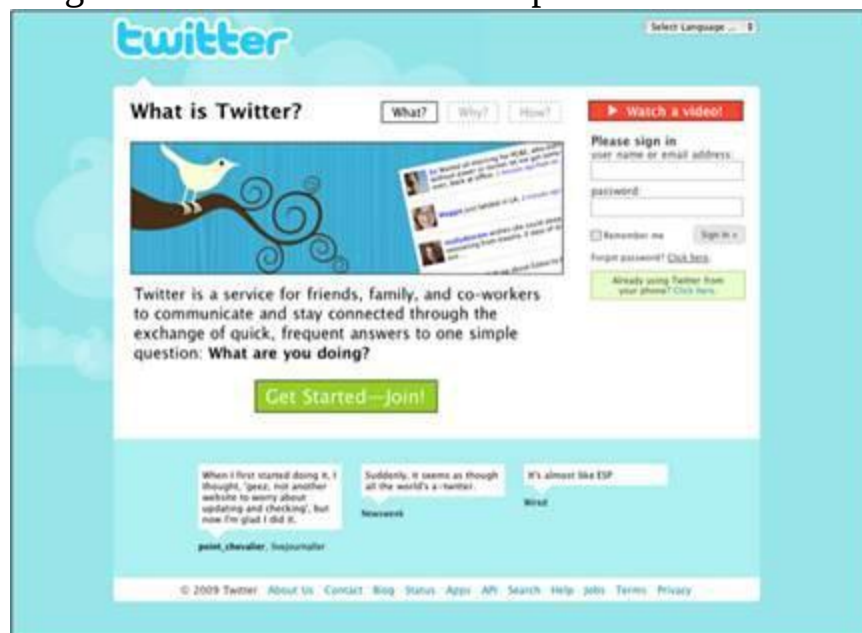 twitter
Select Language ...
What is Twitter?
What?
Why?
How?
Watch a video!
Please sign in
user name or email address:
password:
Remember me
Sign in »
Forgot password? Click here.
Already using Twitter from
your phone? Click here.
Twitter is a service for friends, family, and co-workers
to communicate and stay connected through the
exchange of quick, frequent answers to one simple
question: What are you doing?
Get Started—Join!
When I first started doing it, I
thought, 'geez, not another
website to worry about
updating and checking', but
now I'm glad I did it.
point_chevalier, livejournaller
Suddenly, it seems as though
all the world's a-twitter.
Newsweek
It's almost like ESP
Wired
© 2009 Twitter About Us Contact Blog Status Apps API Search Help Jobs Terms Privacy